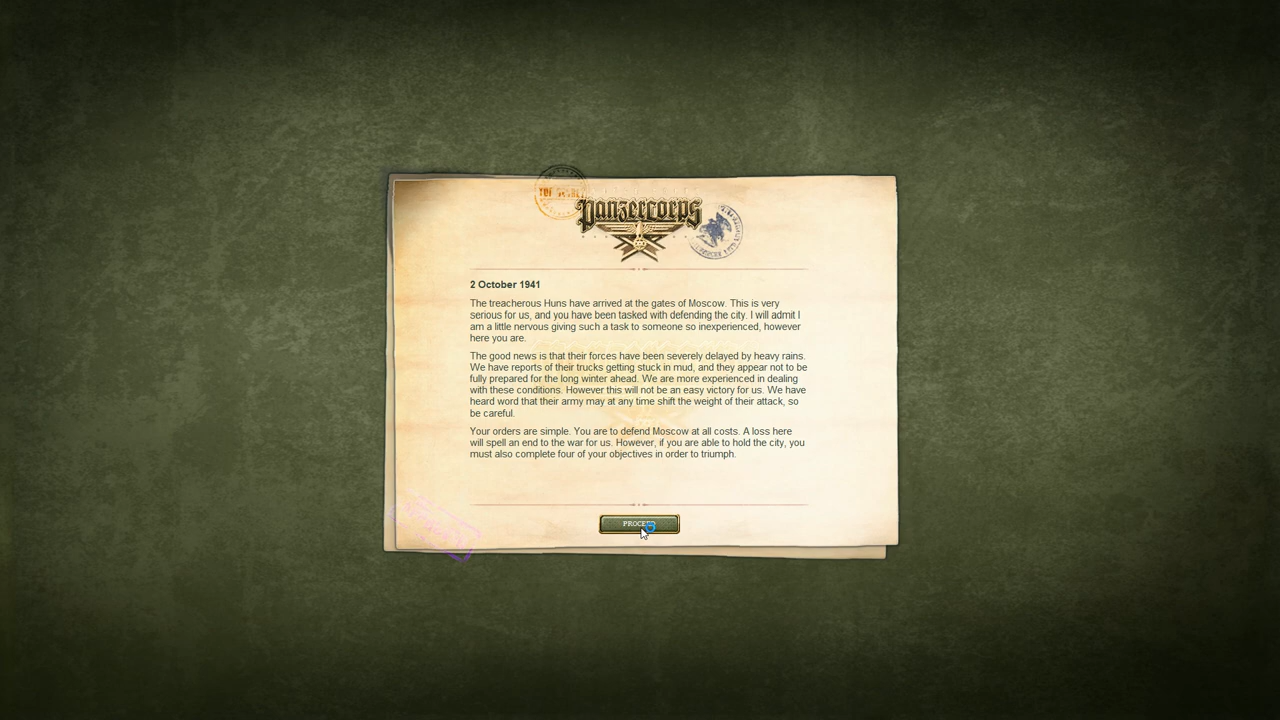 TOP SECRET
Panzercorps
2 October 1941
The treacherous Huns have arrived at the gates of Moscow. This is very
serious for us, and you have been tasked with defending the city. I will admit I
am a little nervous giving such a task to someone so inexperienced, however
here you are.
The good news is that their forces have been severely delayed by heavy rains.
We have reports of their trucks getting stuck in mud, and they appear not to be
fully prepared for the long winter ahead. We are more experienced in dealing
with these conditions. However this will not be an easy victory for us. We have
heard word that their army may at any time shift the weight of their attack, so
be careful.
Your orders are simple. You are to defend Moscow at all costs. A loss here
will spell an end to the war for us. However, if you are able to hold the city, you
must also complete four of your objectives in order to triumph.
PROCEED